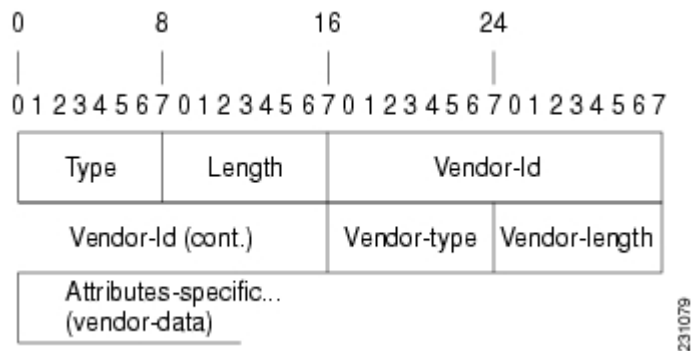 0 8 16 24
0 1 2 3 4 5 6 7 0 1 2 3 4 5 6 7 0 1 2 3 4 5 6 7 0 1 2 3 4 5 6 7
Type Length Vendor-Id
Vendor-Id (cont.) Vendor-type Vendor-length
Attributes-specific...
(vendor-data)
231079